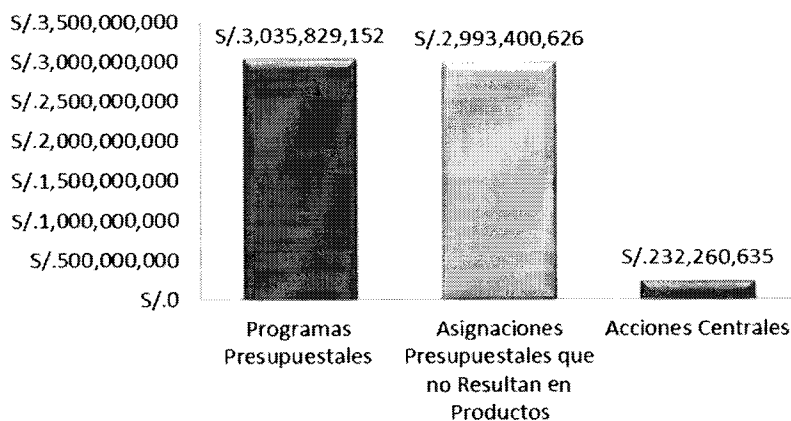 S/.3,500,000,000
S/.3,000,000,000
S/.2,500,000,000
S/.2,000,000,000
S/.1,500,000,000
S/.1,000,000,000
S/.500,000,000
S/.0
S/.3,035,829,152
S/.2,993,400,626
S/.232,260,635
Programas
Presupuestales
Asignaciones
Presupuestales que
no Resultan en
Productos
Acciones Centrales